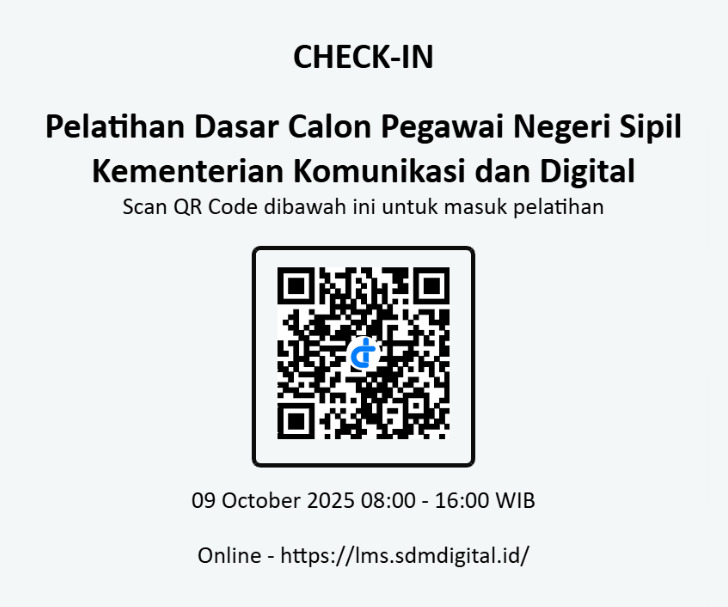 CHECK-IN
Pelatihan Dasar Calon Pegawai Negeri Sipil
Kementerian Komunikasi dan Digital
Scan QR Code dibawah ini untuk masuk pelatihan
09 October 2025 08:00 - 16:00 WIB
Online - https://lms.sdmdigital.id/